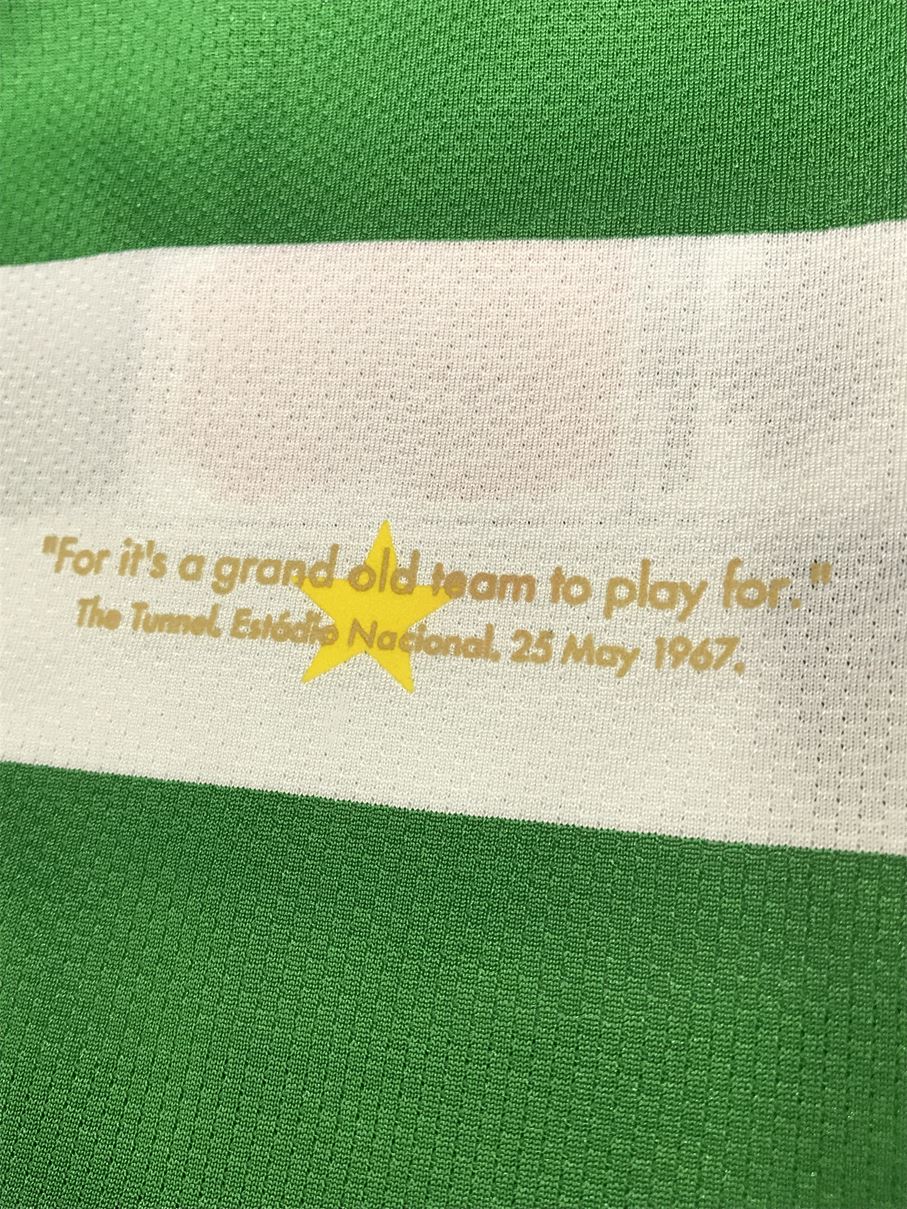 "For it's a grand old team to play for."
The Tunnel. Estádio Nacional. 25 May 1967.